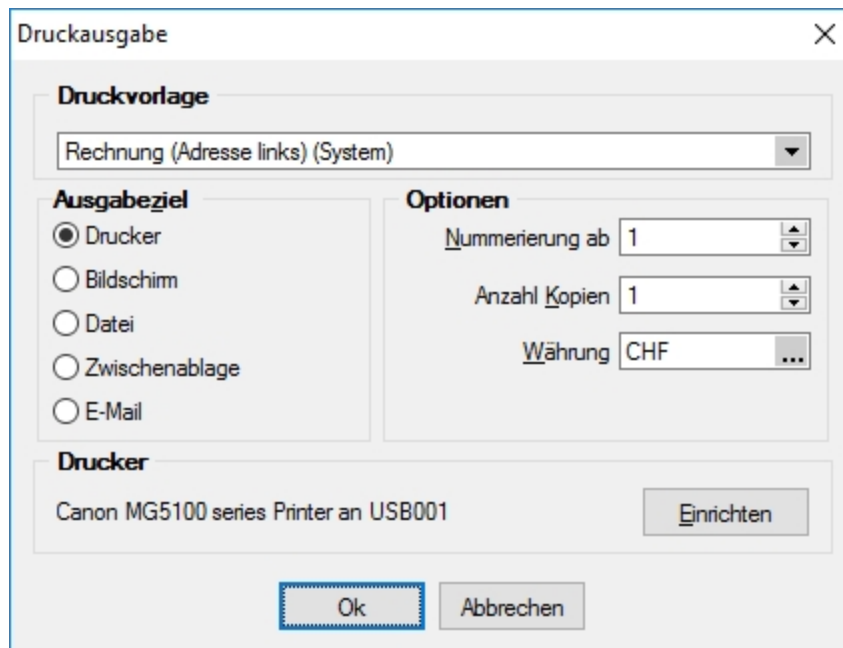 Druckausgabe
Druckvorlage
Rechnung (Adresse links) (System)
Ausgabeziel
Drucker
Bildschirm
Datei
Zwischenablage
E-Mail
Optionen
Nummerierung ab 1
Anzahl Kopien 1
Währung CHF ...
Drucker
Canon MG5100 series Printer an USB001
Einrichten
Ok
Abbrechen